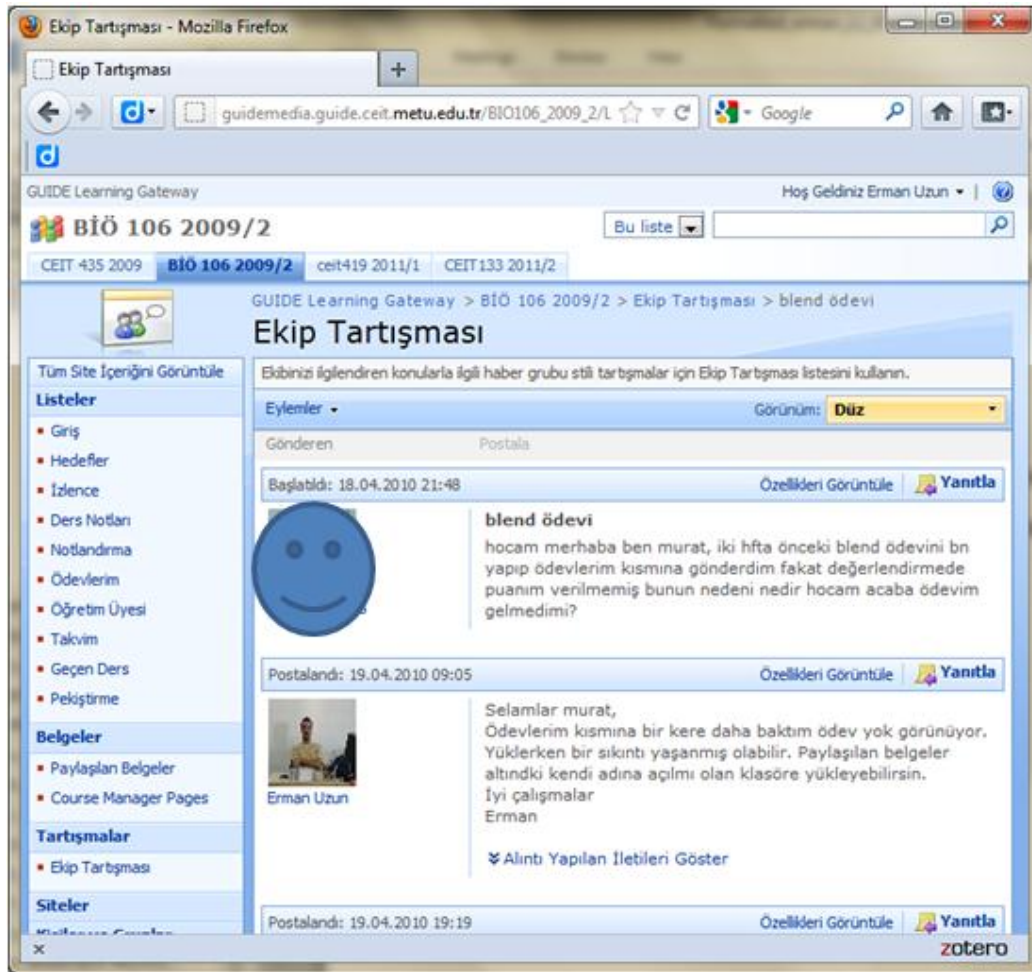 Ekip Tartışması - Mozilla Firefox
Ekip Tartışması
guidemedia.guide.ceit.metu.edu.tr/BIO106_2009_2/L
Google
GUIDE Learning Gateway
Hoş Geldiniz Erman Uzun
BİÖ 106 2009/2
Bu liste
CEIT 435 2009 BİÖ 106 2009/2 ceit419 2011/1 CEIT133 2011/2
GUIDE Learning Gateway > BİÖ 106 2009/2 > Ekip Tartışması > blend ödevi
Ekip Tartışması
Tüm Site İçeriğini Görüntüle
Listeler
Giriş
Hedefler
İzlence
Ders Notları
Notlandırma
Ödevlerim
Öğretim Üyesi
Takvim
Geçen Ders
Pekiştirme
Belgeler
Paylaşılan Belgeler
Course Manager Pages
Tartışmalar
Ekip Tartışması
Siteler
Ekibinizi ilgilendiren konularla ilgili haber grubu stili tartışmalar için Ekip Tartışması listesini kullanın.
Eylemler
Görünüm: Düz
Gönderen Postala
Başlatıldı: 18.04.2010 21:48
Özellikleri Görüntüle Yanıtla
blend ödevi
hocam merhaba ben murat, iki hfta önceki blend ödevini bn
yapıp ödevlerim kısmına gönderdim fakat değerlendirmede
puanım verilmemiş bunun nedeni nedir hocam acaba ödevim
gelmedimi?
Postalandı: 19.04.2010 09:05
Özellikleri Görüntüle Yanıtla
Erman Uzun
Selamlar murat,
Ödevlerim kısmına bir kere daha baktım ödev yok görünüyor.
Yüklerken bir sıkıntı yaşanmış olabilir. Paylaşılan belgeler
altındki kendi adına açılmı olan klasöre yükleyebilirsin.
İyi çalışmalar
Erman
Alıntı Yapılan İletileri Göster
Postalandı: 19.04.2010 19:19
Özellikleri Görüntüle Yanıtla
zotero